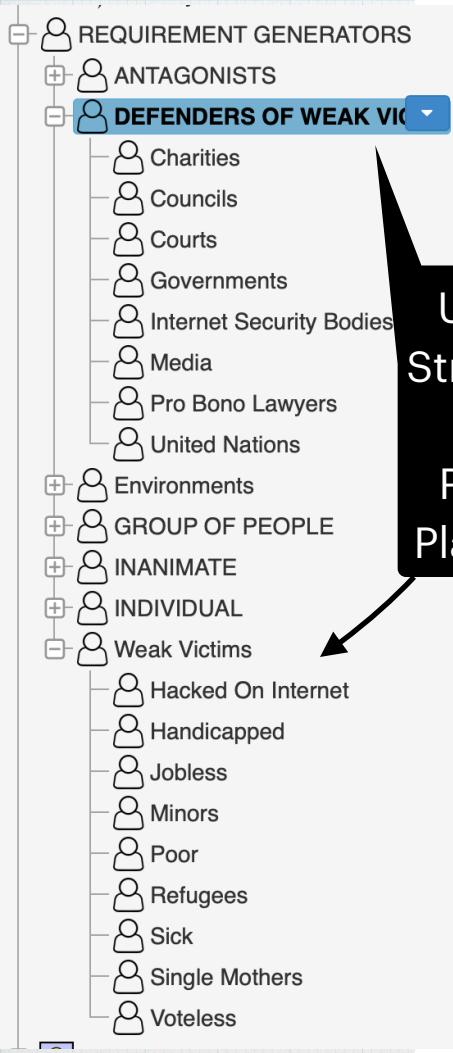 REQUIREMENT GENERATORS
ANTAGONISTS
DEFENDERS OF WEAK
Charities
Councils
Courts
Governments
Internet Security Bodies
Media
Pro Bono Lawyers
United Nations
Environments
GROUP OF PEOPLE
INANIMATE
INDIVIDUAL
Weak Victims
Hacked On Internet
Handicapped
Jobless
Minors
Poor
Refugees
Sick
Single Mothers
Voteless